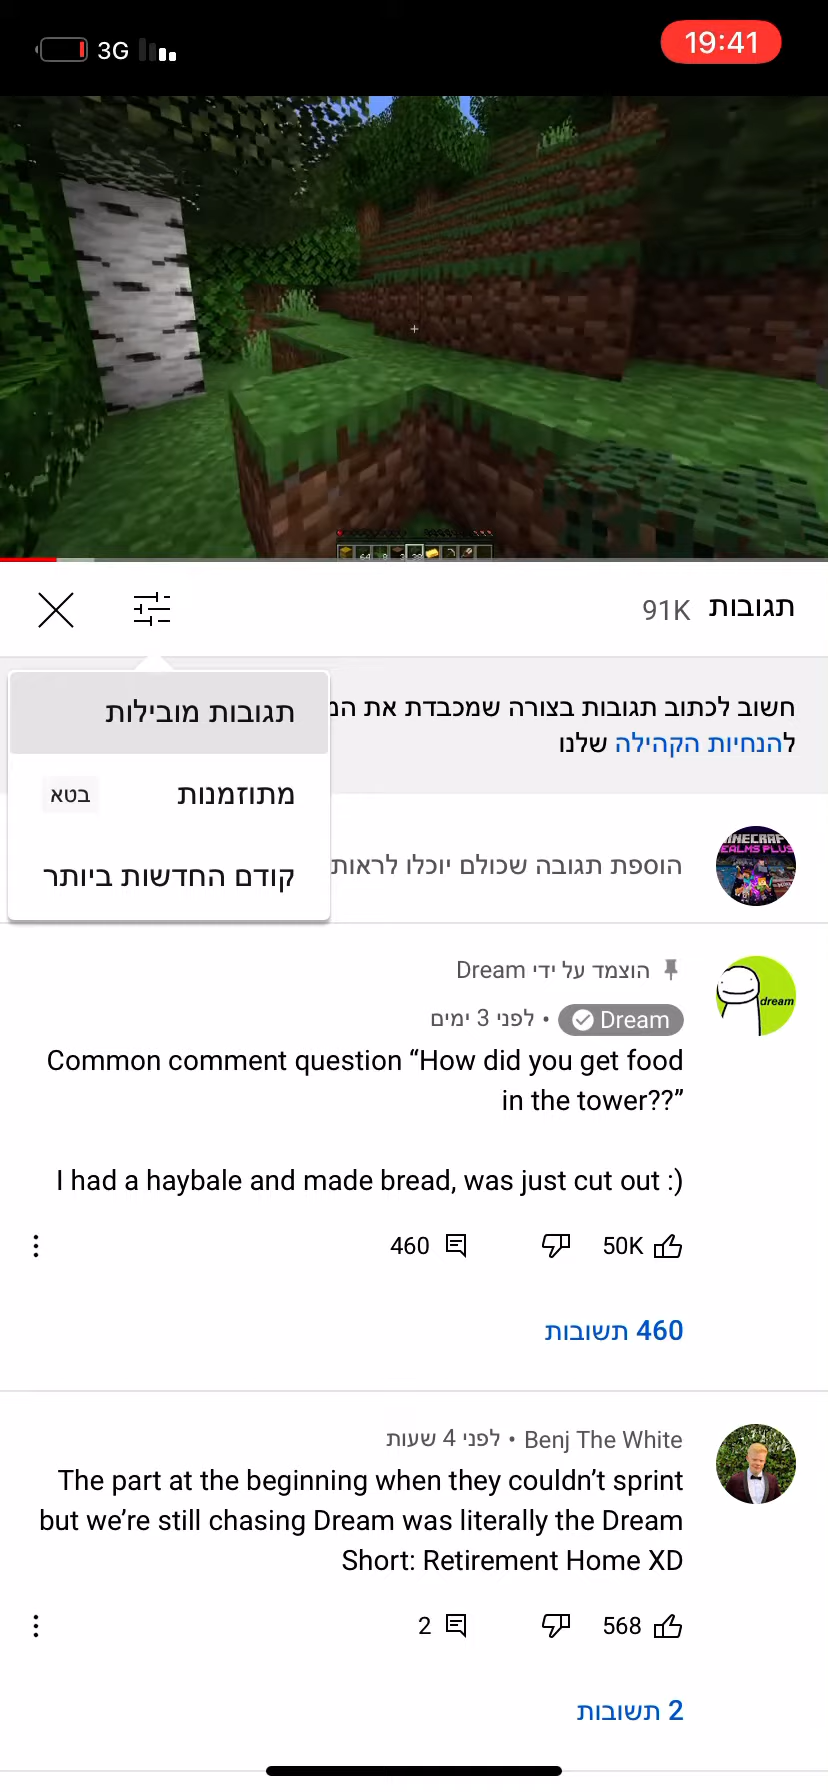 3G
19:41
64
תגובות 91K
חשוב לכתוב תגובות בצורה שמכבדת את
להנחיות הקהילה שלנו
תגובות מובילות
מתוזמנות בטא
קודם החדשות ביותר
הוספת תגובה שכולם יוכלו לראות
הוצמד על ידי Dream
Dream • לפני 3 ימים
dream
Common comment question “How did you get food
in the tower??”
I had a haybale and made bread, was just cut out :)
50K 460
460 תשובות
Benj The White • לפני 4 שעות
The part at the beginning when they couldn’t sprint
but we’re still chasing Dream was literally the Dream
Short: Retirement Home XD
568 2
2 תשובות